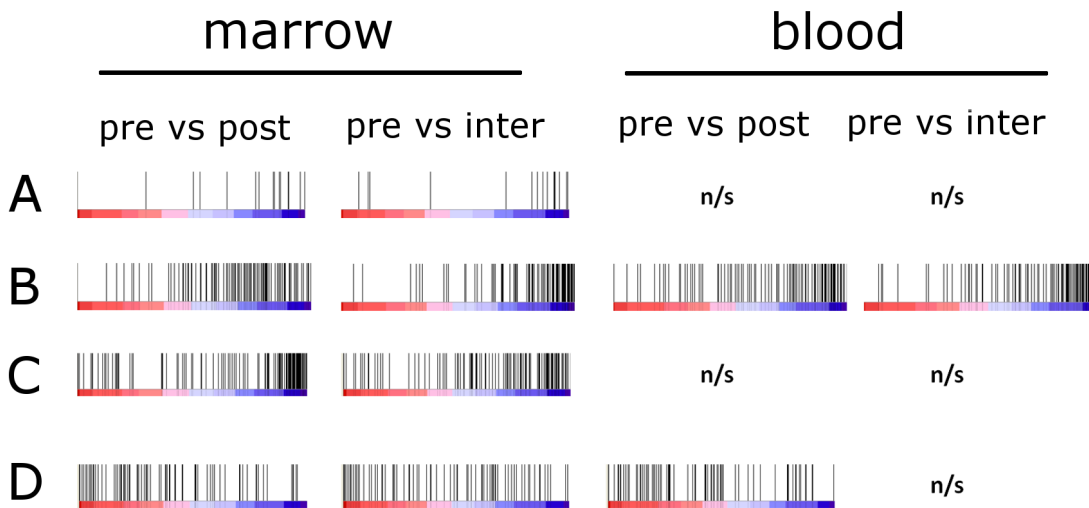 marrow blood
pre vs post pre vs inter pre vs post pre vs inter
A n/s n/s
B
C n/s n/s
D n/s